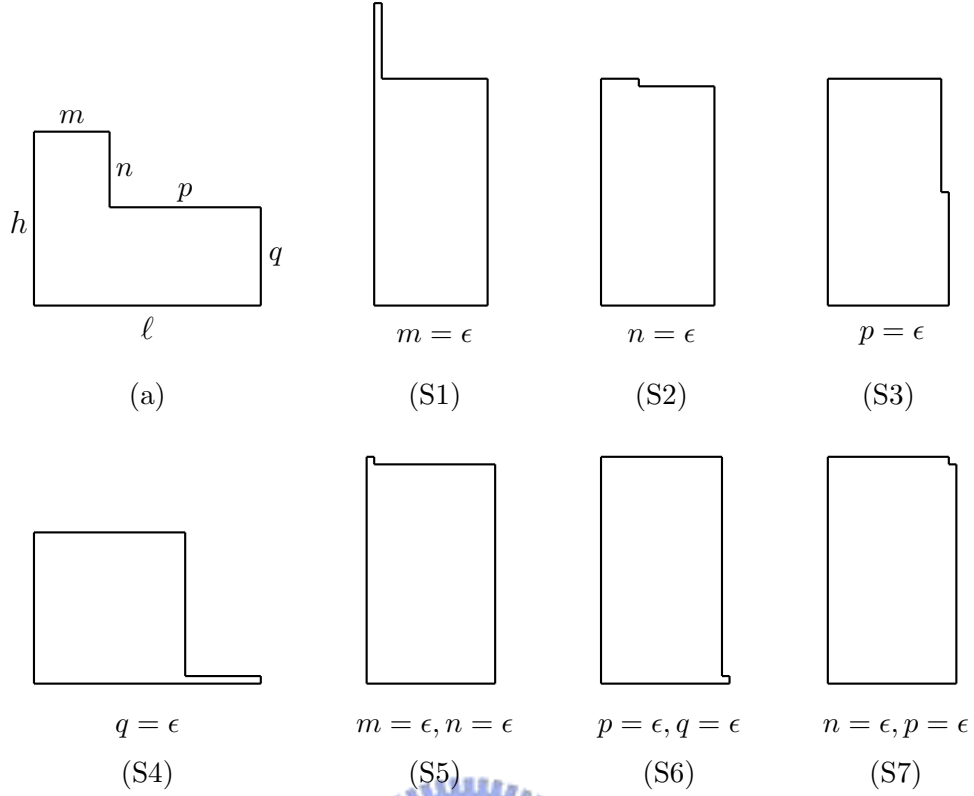 m
n
p
h
q
ℓ
(a)
m = ϵ
(S1)
n = ϵ
(S2)
p = ϵ
(S3)
q = ϵ
(S4)
m = ϵ, n = ϵ
(S5)
p = ϵ, q = ϵ
(S6)
n = ϵ, p = ϵ
(S7)